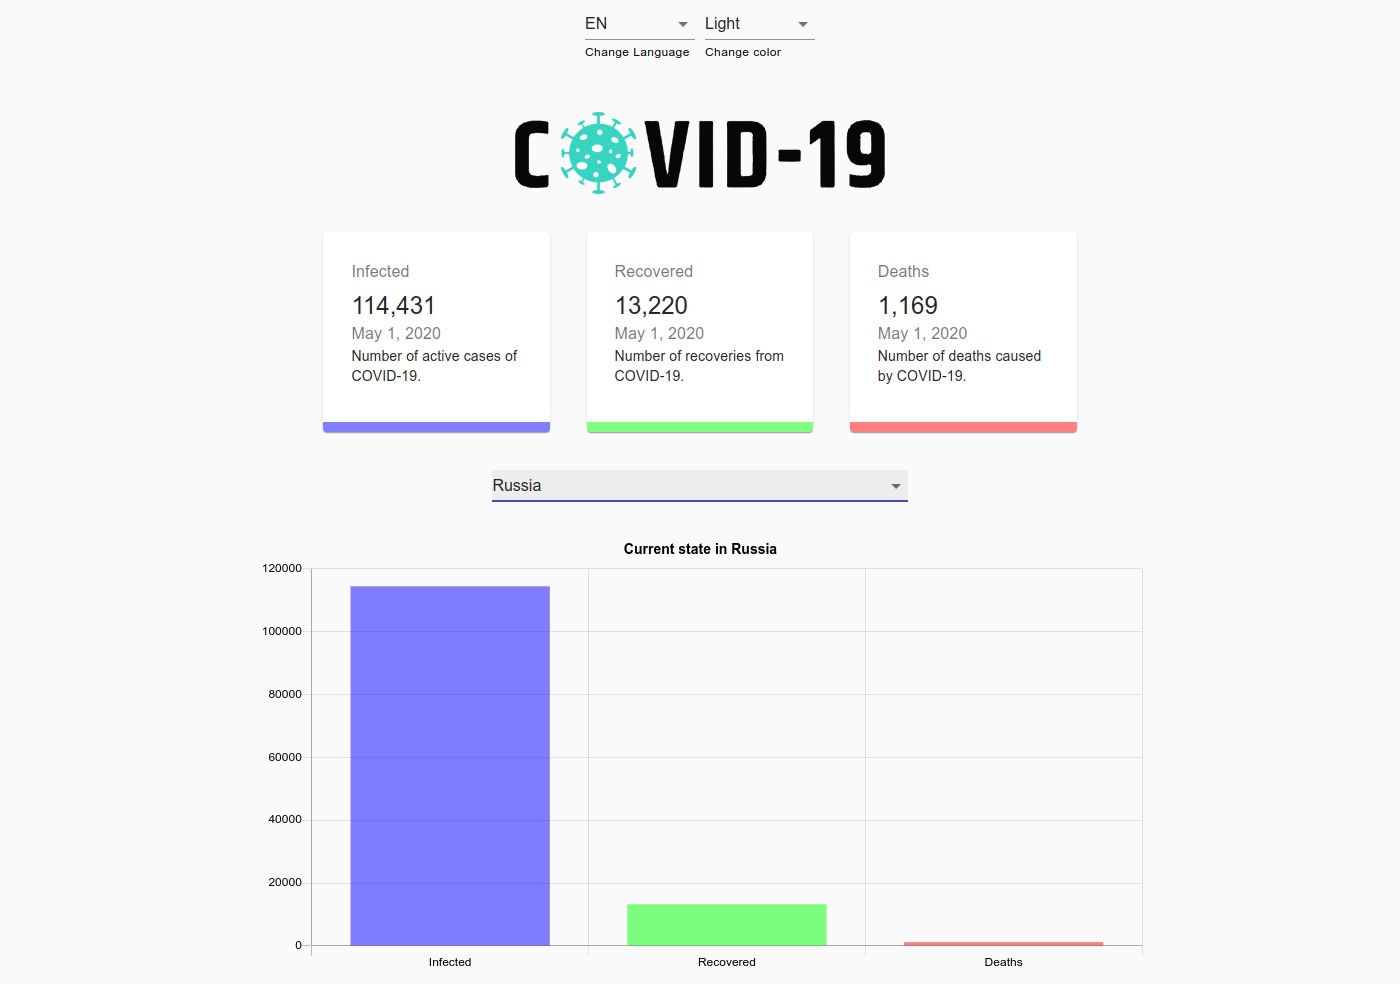 EN Light
Change Language Change color
COVID-19
Infected
114,431
May 1, 2020
Number of active cases of
COVID-19.
Recovered
13,220
May 1, 2020
Number of recoveries from
COVID-19.
Deaths
1,169
May 1, 2020
Number of deaths caused
by COVID-19.
Russia
Current state in Russia
120000
100000
80000
60000
40000
20000
0
Infected Recovered Deaths